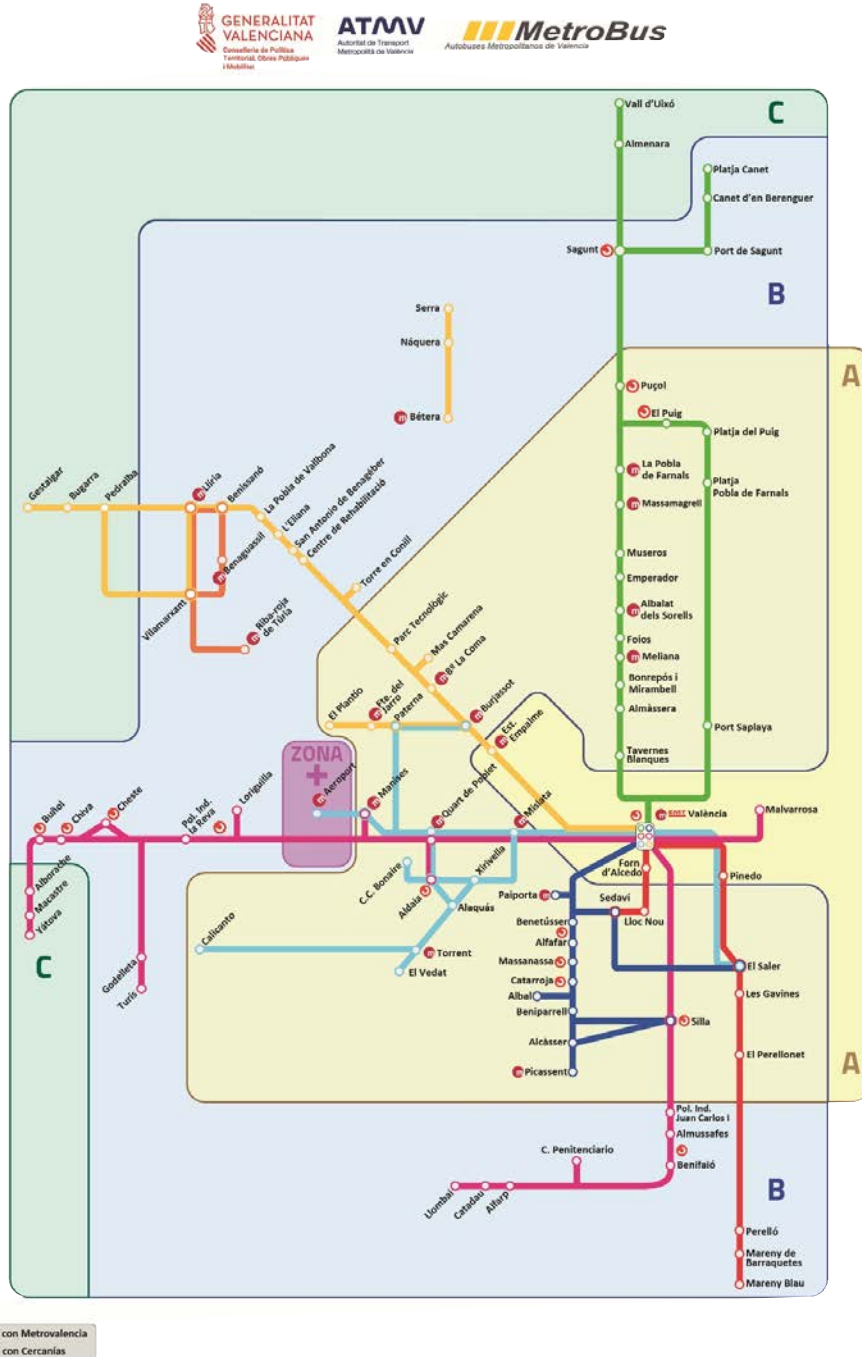 GENERALITAT
VALENCIANA
Conselleria de Política
Territorial, Obres Públiques
i Mobilitat
ATMV
Autoritat de Transport
Metropolità de València
MetroBus
Autobuses Metropolitanos de Valencia
C
Vall d'Uixó
Almenara
Platja Canet
Canet d'en Berenguer
Sagunt
Port de Sagunt
B
Serra
Náquera
Bétera
A
Puçol
El Puig
Platja del Puig
La Pobla
de Farnals
Platja
Pobla de Farnals
Massamagrell
Museros
Emperador
Albalat
dels Sorells
Foios
Meliana
Bonrepós i
Mirambell
Almàssera
Port Saplaya
Tavernes
Blanques
Gestalgar
Bugarra
Pedralba
Llíria
Benissanó
La Pobla de Vallbona
L'Eliana
San Antonio de Benagéber
Centre de Rehabilitació
Benaguassil
Vilamarxant
Riba-roja
de Túria
Torre en Conill
Parc Tecnològic
Mas Camarena
Bº La Coma
El Plantío
Fte. del
Jarro
Paterna
Burjassot
Est.
Empalme
ZONA
+
Aeroport
Manises
Quart de Poblet
Mislata
València
Malvarrosa
Buñol
Chiva
Cheste
Pol. Ind.
la Reva
Loriguilla
Alborache
Macastre
Yátova
Godelleta
Turís
C
C.C. Bonaire
Aldaia
Xirivella
Alaquás
Calicanto
Torrent
El Vedat
Forn
d'Alcedo
Pinedo
Paiporta
Sedaví
Benetússer
Lloc Nou
Alfafar
Massanassa
Catarroja
Albal
Beniparrell
Alcàsser
Picassent
Silla
El Saler
Les Gavines
El Perellonet
A
Pol. Ind.
Juan Carlos I
Almussafes
Benifaió
C. Penitenciario
Llombai
Catadau
Alfarp
B
Perelló
Mareny de
Barraquetes
Mareny Blau
con Metrovalencia
con Cercanías